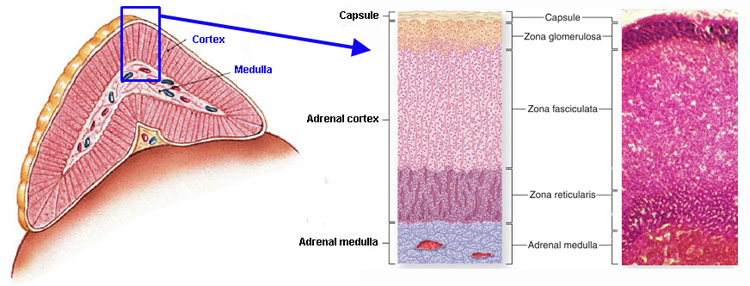 Cortex
Medulla
Capsule
Adrenal cortex
Adrenal medulla
Capsule
Zona glomerulosa
Zona fasciculata
Zona reticularis
Adrenal medulla